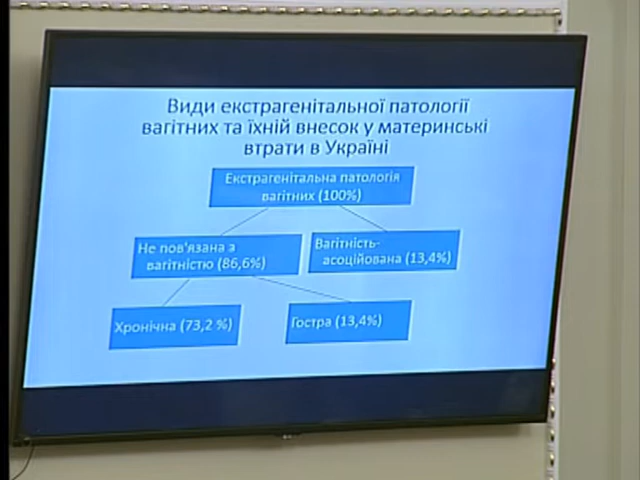 Види екстрагенітальної патології
вагітних та їхній внесок у материнські
втрати в Україні
Екстрагенітальна патологія
вагітних (100%)
Не пов'язана з
вагітністю (86,6%)
Вагітність-
асоційована (13,4%)
Хронічна (73,2 %)
Гостра (13,4%)